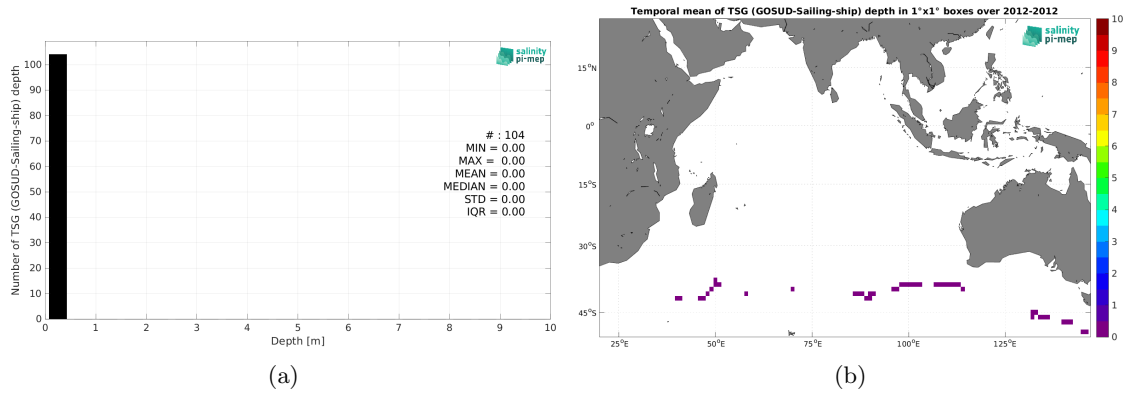 salinity
pi-mep
Number of TSG (GOSUD-Sailing-ship) depth
100
90
80
70
60
50
40
30
20
10
0
# : 104
MIN = 0.00
MAX = 0.00
MEAN = 0.00
MEDIAN = 0.00
STD = 0.00
IQR = 0.00
0 1 2 3 4 5 6 7 8 9 10
Depth [m]
(a)
Temporal mean of TSG (GOSUD-Sailing-ship) depth in 1°x1° boxes over 2012-2012
salinity
pi-mep
15°N
0°
15°S
30°S
45°S
25°E 50°E 75°E 100°E 125°E
10
9
8
7
6
5
4
3
2
1
0
(b)